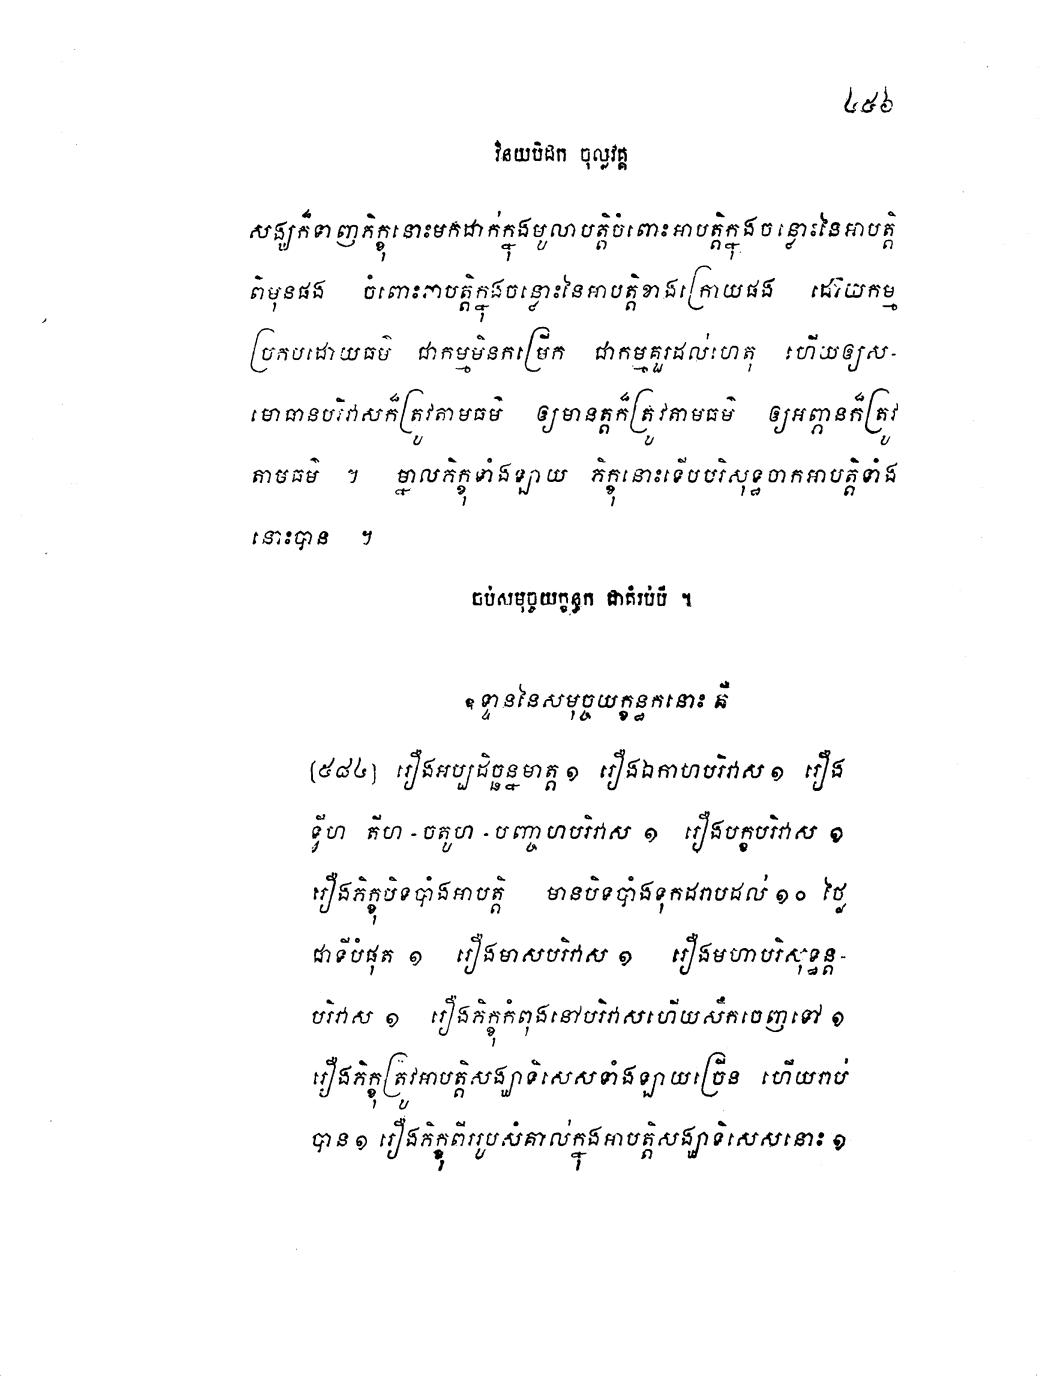 ៤៥៦
វិនយបិដក ចុល្លវគ្គ
សង្ឃក៏ទាញភិក្ខុនោះមកដាក់ក្នុងមូលាបត្តិចំពោះអាបត្តិក្នុងចន្លោះនៃអាបត្តិ
ពីមុនផង ចំពោះអាបត្តិក្នុងចន្លោះនៃអាបត្តិខាងក្រោយផង ដោយកម្ម
ប្រកបដោយធម៌ ជាកម្មមិនកម្រើក ជាកម្មគួរដល់ហេតុ ហើយឲ្យស-
មោធានបរិវាសក៏ត្រូវតាមធម៌ ឲ្យមានត្តក៏ត្រូវតាមធម៌ ឲ្យអព្ភានក៏ត្រូវ
តាមធម៌ ។ ម្នាលភិក្ខុទាំងឡាយ ភិក្ខុនោះទើបបរិសុទ្ធចាកអាបត្តិទាំង
នោះបាន ។
ចប់សមុច្ចយក្ខន្ធក ជាគំរប់បី ។
ឧទ្ទាននៃសមុច្ចយក្ខន្ធកនោះ គឺ
(៥៨៤) រឿងអប្បដិច្ឆន្នមាត្ត ១ រឿងឯកាហបរិវាស ១ រឿង
ទ្វីហ តីហ - ចតូហ - បញ្ចាហបរិវាស ១ រឿងបក្ខបរិវាស ១
រឿងភិក្ខុបិទបាំងអាបត្តិ មានបិទបាំងទុកដរាបដល់ ១០ ថ្ងៃ
ជាទីបំផុត ១ រឿងមាសបរិវាស ១ រឿងមហាបរិសុទ្ធន្ត-
បរិវាស ១ រឿងភិក្ខុកំពុងនៅបរិវាសហើយសឹកចេញទៅ ១
រឿងភិក្ខុត្រូវអាបត្តិសង្ឃាទិសេសទាំងឡាយច្រើន ហើយរាប់
បាន ១ រឿងភិក្ខុពីររូបសំគាល់ក្នុងអាបត្តិសង្ឃាទិសេសនោះ ១